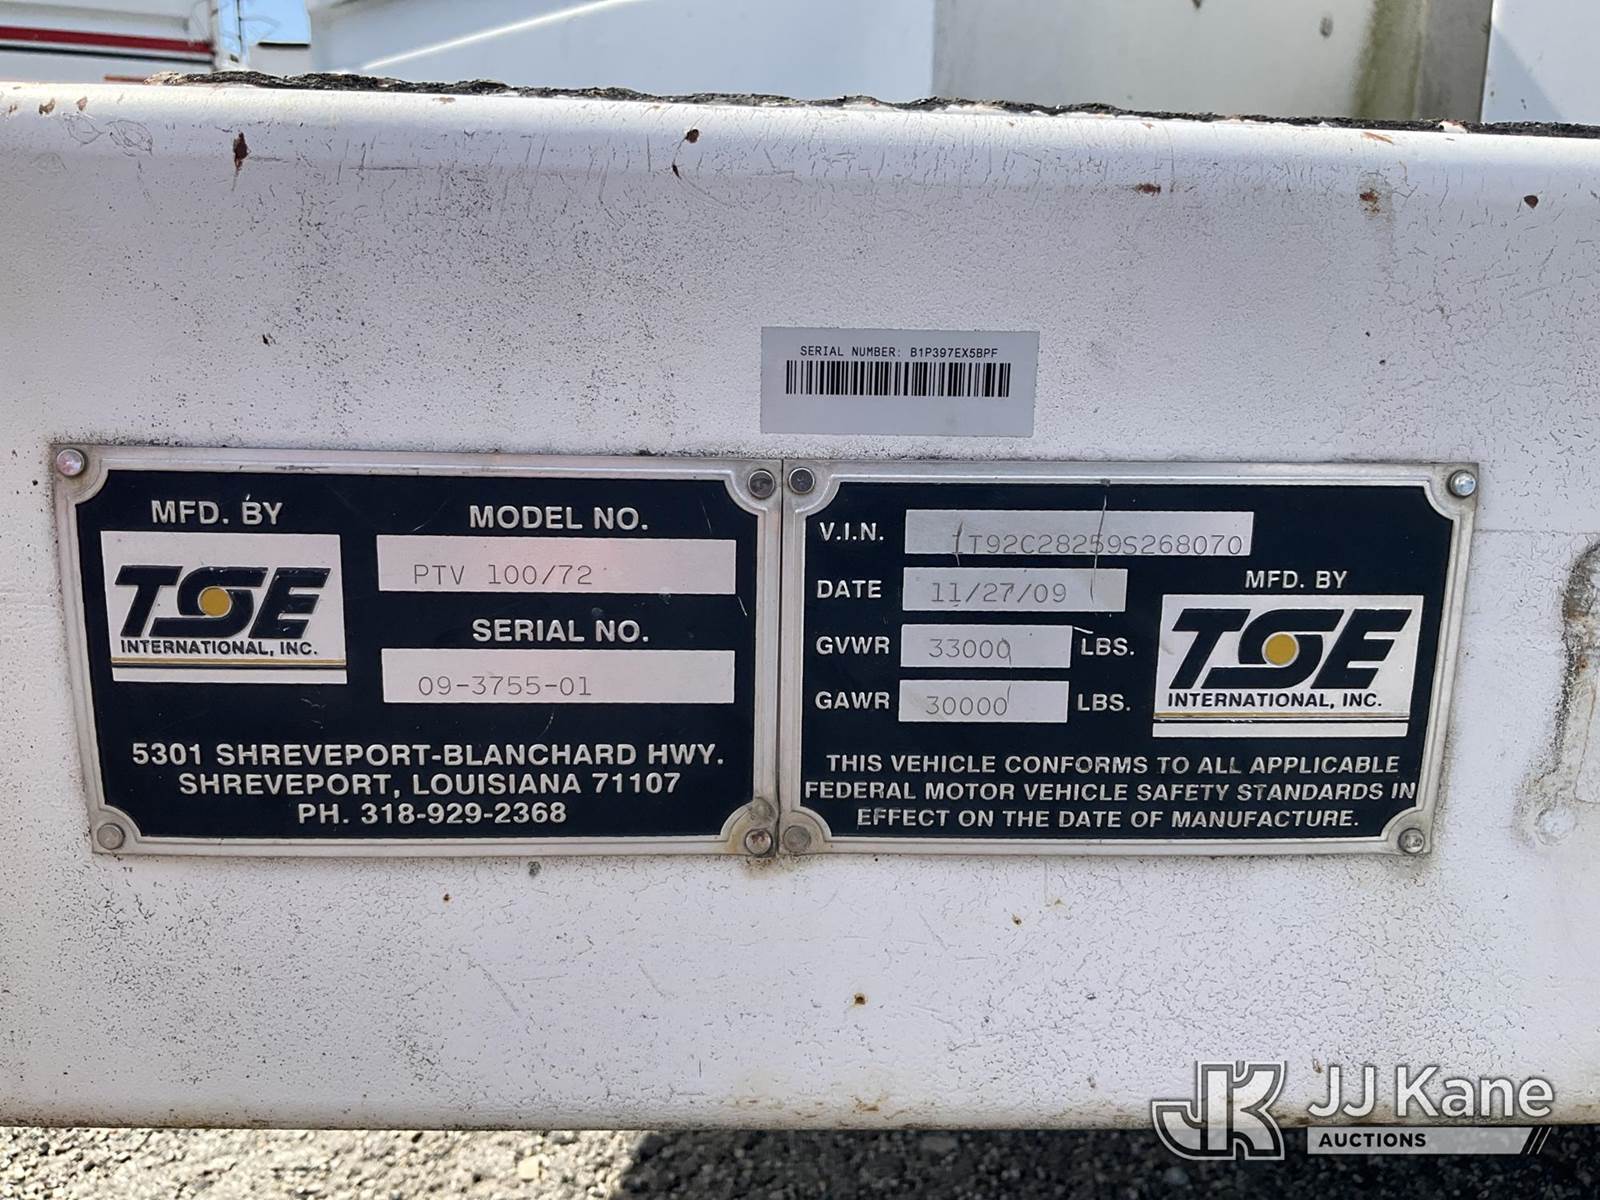 SERIAL NUMBER: B1P397EX5BPF
MFD. BY
TSE
INTERNATIONAL, INC.
MODEL NO.
PTV 100/72
SERIAL NO.
09-3755-01
5301 SHREVEPORT-BLANCHARD HWY.
SHREVEPORT, LOUISIANA 71107
PH. 318-929-2368
V.I.N. 1T92C28259S268070
DATE 11/27/09
GVWR 33000 LBS.
GAWR 30000 LBS.
MFD. BY
TSE
INTERNATIONAL, INC.
THIS VEHICLE CONFORMS TO ALL APPLICABLE
FEDERAL MOTOR VEHICLE SAFETY STANDARDS IN
EFFECT ON THE DATE OF MANUFACTURE.
JK JJ Kane
AUCTIONS